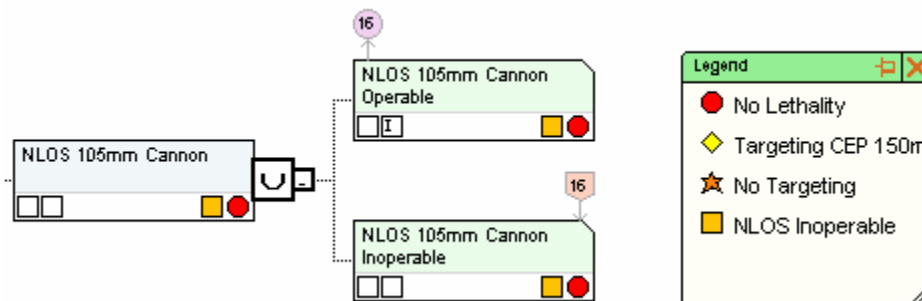 16
NLOS 105mm Cannon
Operable
I
NLOS 105mm Cannon
16
NLOS 105mm Cannon
Inoperable
Legend
No Lethality
Targeting CEP 150m
No Targeting
NLOS Inoperable